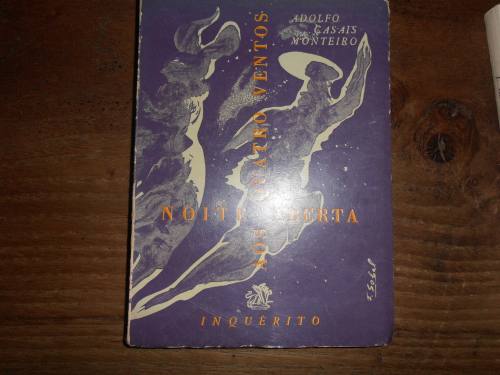 ADOLFO
CASAIS
MONTEIRO
NOITE ABERTA
AOS QUATRO VENTOS
INQUÉRITO